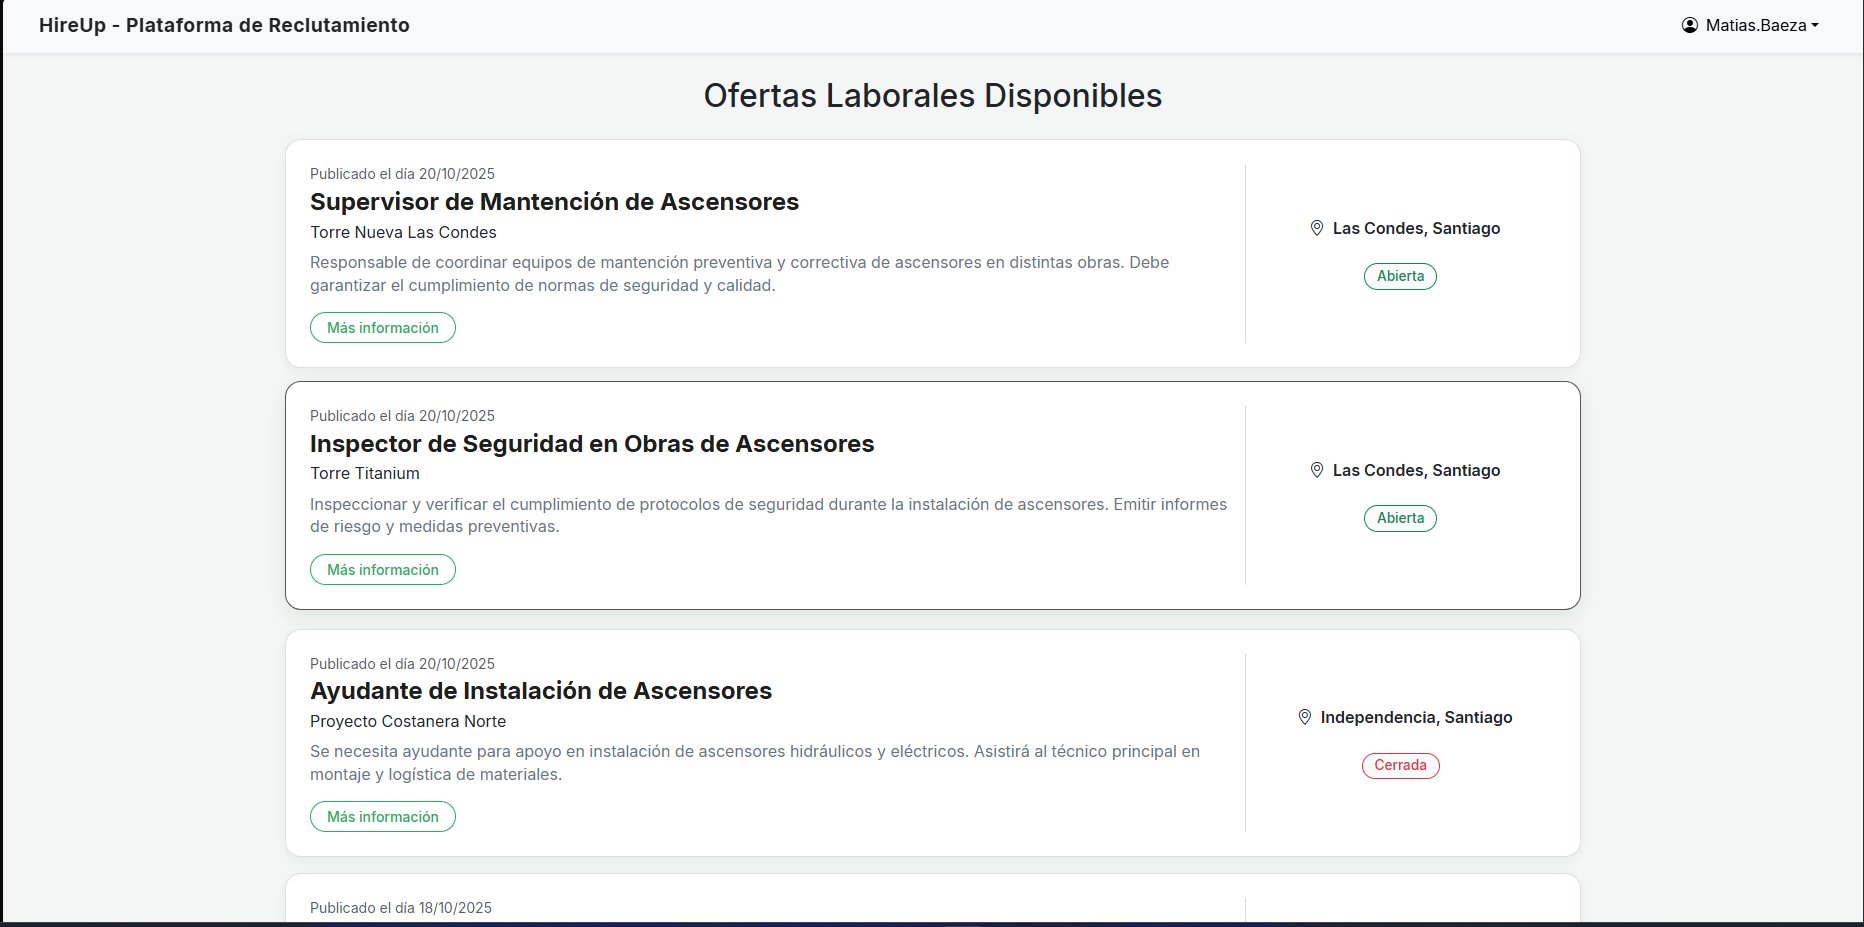 HireUp - Plataforma de Reclutamiento
Matias.Baeza
Ofertas Laborales Disponibles
Publicado el día 20/10/2025
Supervisor de Mantención de Ascensores
Torre Nueva Las Condes
Responsable de coordinar equipos de mantención preventiva y correctiva de ascensores en distintas obras. Debe
garantizar el cumplimiento de normas de seguridad y calidad.
Más información
Las Condes, Santiago
Abierta
Publicado el día 20/10/2025
Inspector de Seguridad en Obras de Ascensores
Torre Titanium
Inspeccionar y verificar el cumplimiento de protocolos de seguridad durante la instalación de ascensores. Emitir informes
de riesgo y medidas preventivas.
Más información
Las Condes, Santiago
Abierta
Publicado el día 20/10/2025
Ayudante de Instalación de Ascensores
Proyecto Costanera Norte
Se necesita ayudante para apoyo en instalación de ascensores hidráulicos y eléctricos. Asistirá al técnico principal en
montaje y logística de materiales.
Más información
Independencia, Santiago
Cerrada
Publicado el día 18/10/2025